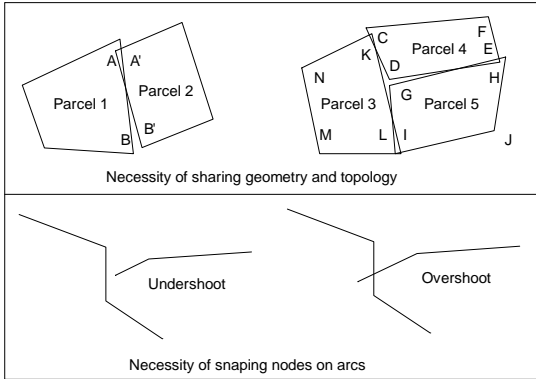 A A'
Parcel 1
Parcel 2
B B'
C
F
K
Parcel 4
E
N
D
H
G
Parcel 3
Parcel 5
M
L
I
J
Necessity of sharing geometry and topology
Undershoot
Overshoot
Necessity of snaping nodes on arcs